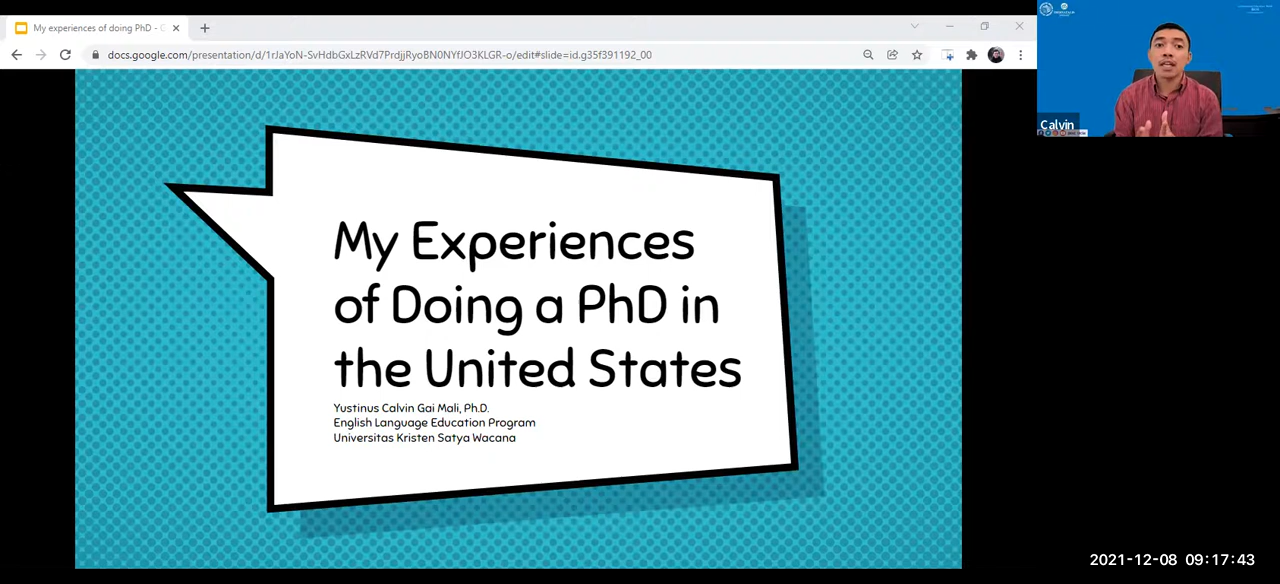 My experiences of doing PhD - G
docs.google.com/presentation/d/1rJaYoN-SvHdbGxLzRVd7PrdjjRyoBN0NYfJO3KLGR-o/edit#slide=id.g35f391192_00
Calvin
My Experiences
of Doing a PhD in
the United States
Yustinus Calvin Gai Mali, Ph.D.
English Language Education Program
Universitas Kristen Satya Wacana
2021-12-08 09:17:43